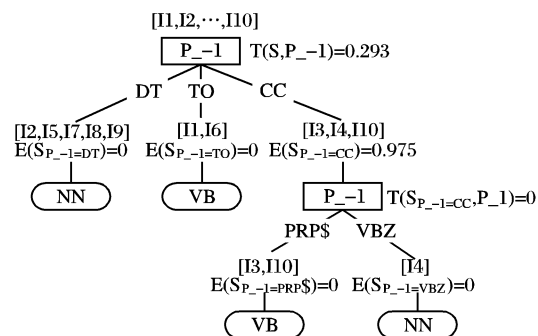 [I1,I2,⋯,I10]
P_−1 T(S,P_−1)=0.293
DT TO CC
[I2,I5,I7,I8,I9] [I1,I6] [I3,I4,I10]
E(SP_−1=DT)=0 E(SP_−1=TO)=0 E(SP_−1=CC)=0.975
NN VB P_−1 T(SP_−1=CC,P_1)=0
PRP$ VBZ
[I3,I10] [I4]
E(SP_−1=PRP$)=0 E(SP_−1=VBZ)=0
VB NN